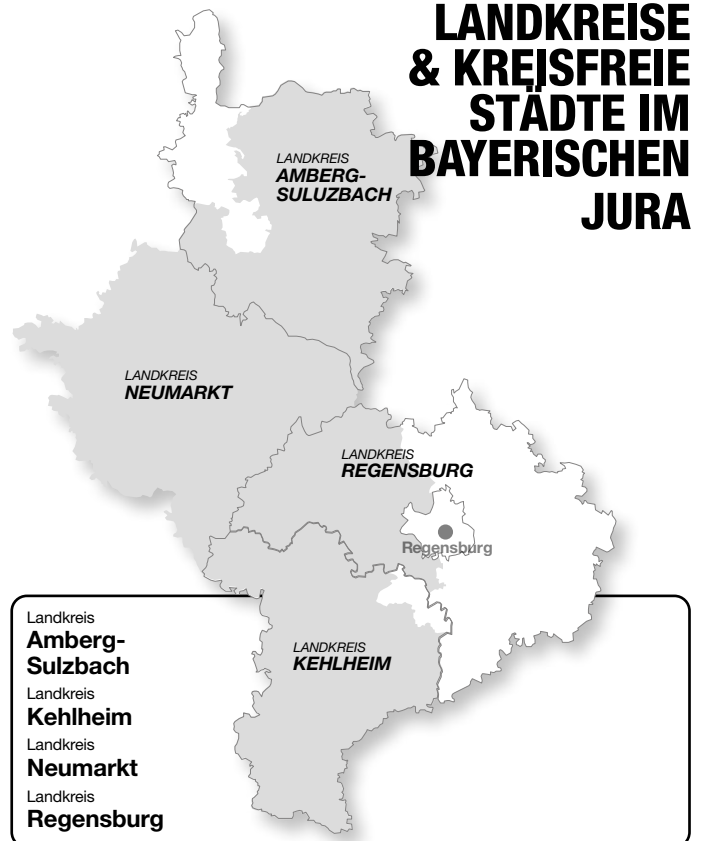 LANDKREISE
& KREISFREIE
STÄDTE IM
BAYERISCHEN
JURA
LANDKREIS
AMBERG-
SULUZBACH
LANDKREIS
NEUMARKT
LANDKREIS
REGENSBURG
Regensburg
LANDKREIS
KEHLHEIM
Landkreis
Amberg-
Sulzbach
Landkreis
Kehlheim
Landkreis
Neumarkt
Landkreis
Regensburg